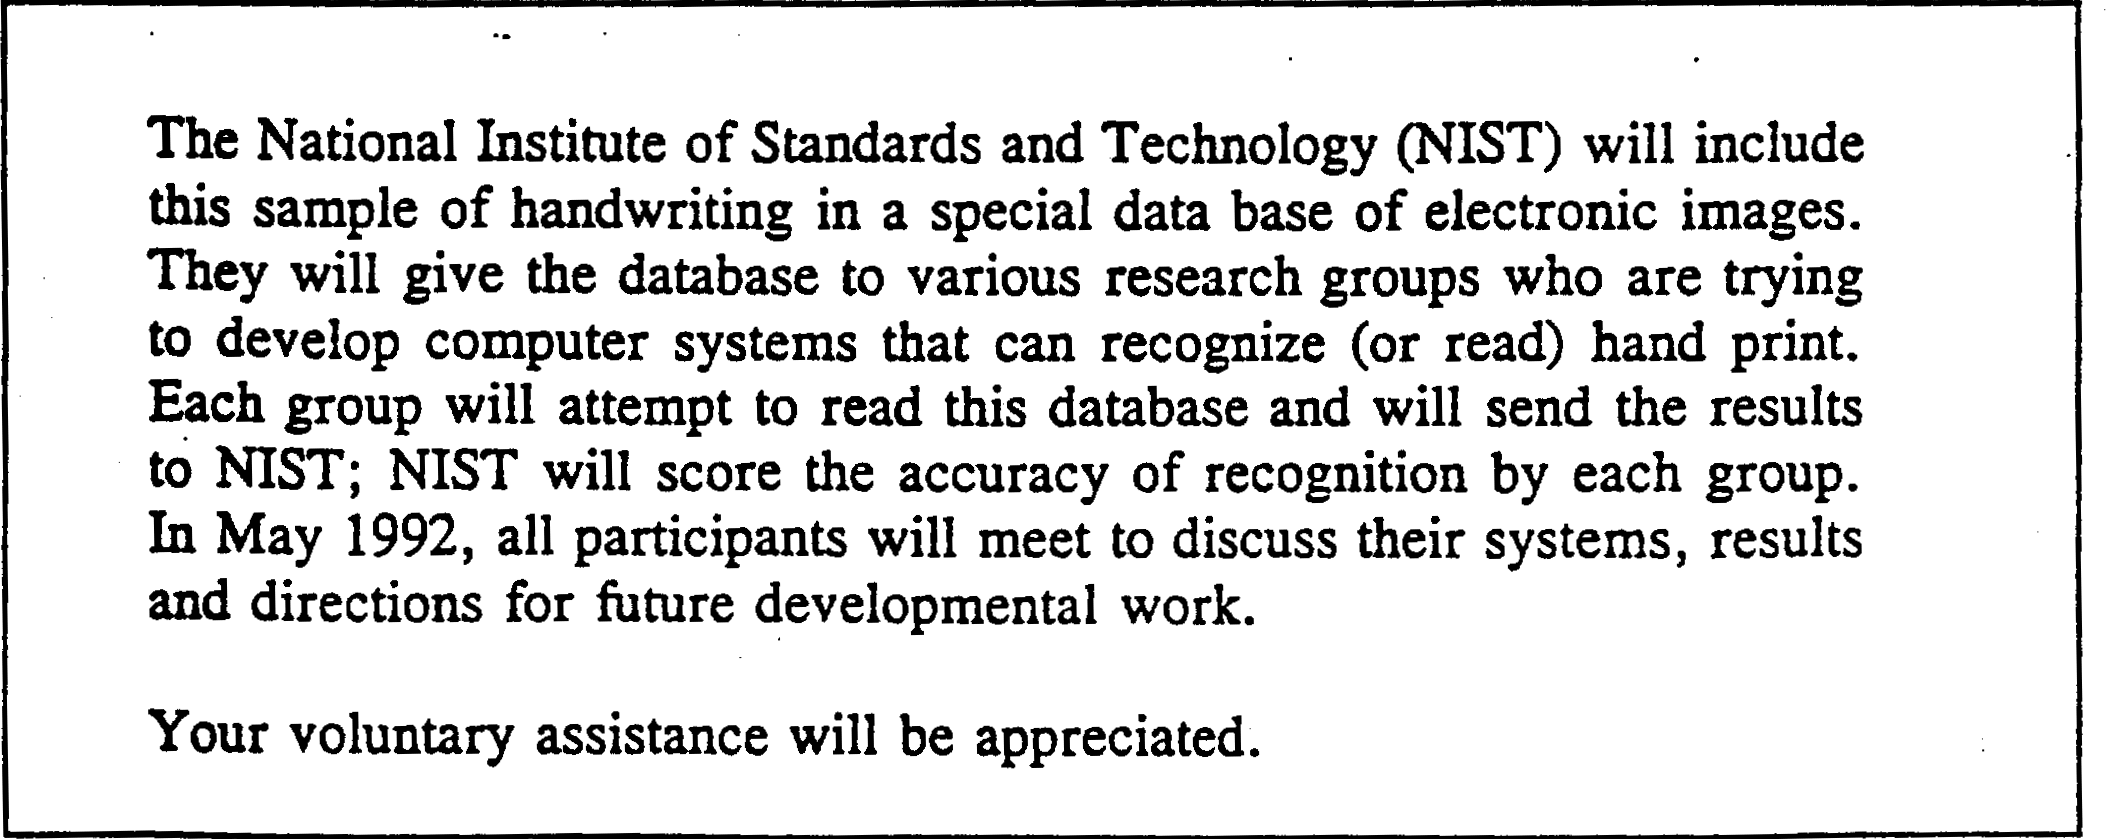 The National Institute of Standards and Technology (NIST) will include
this sample of handwriting in a special data base of electronic images.
They will give the database to various research groups who are trying
to develop computer systems that can recognize (or read) hand print.
Each group will attempt to read this database and will send the results
to NIST; NIST will score the accuracy of recognition by each group.
In May 1992, all participants will meet to discuss their systems, results
and directions for future developmental work.
Your voluntary assistance will be appreciated.